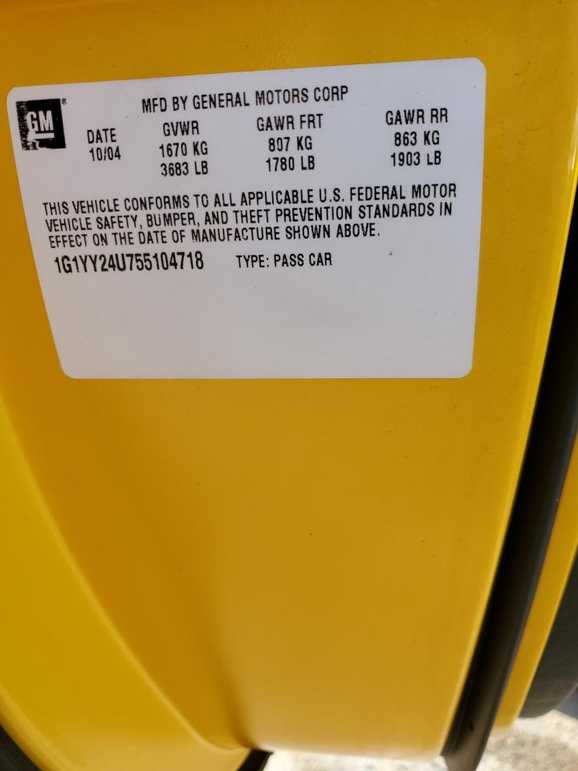 GM®
MFD BY GENERAL MOTORS CORP
DATE GVWR GAWR FRT GAWR RR
10/04 1670 KG 807 KG 863 KG
3683 LB 1780 LB 1903 LB
THIS VEHICLE CONFORMS TO ALL APPLICABLE U.S. FEDERAL MOTOR
VEHICLE SAFETY, BUMPER, AND THEFT PREVENTION STANDARDS IN
EFFECT ON THE DATE OF MANUFACTURE SHOWN ABOVE.
1G1YY24U755104718 TYPE: PASS CAR